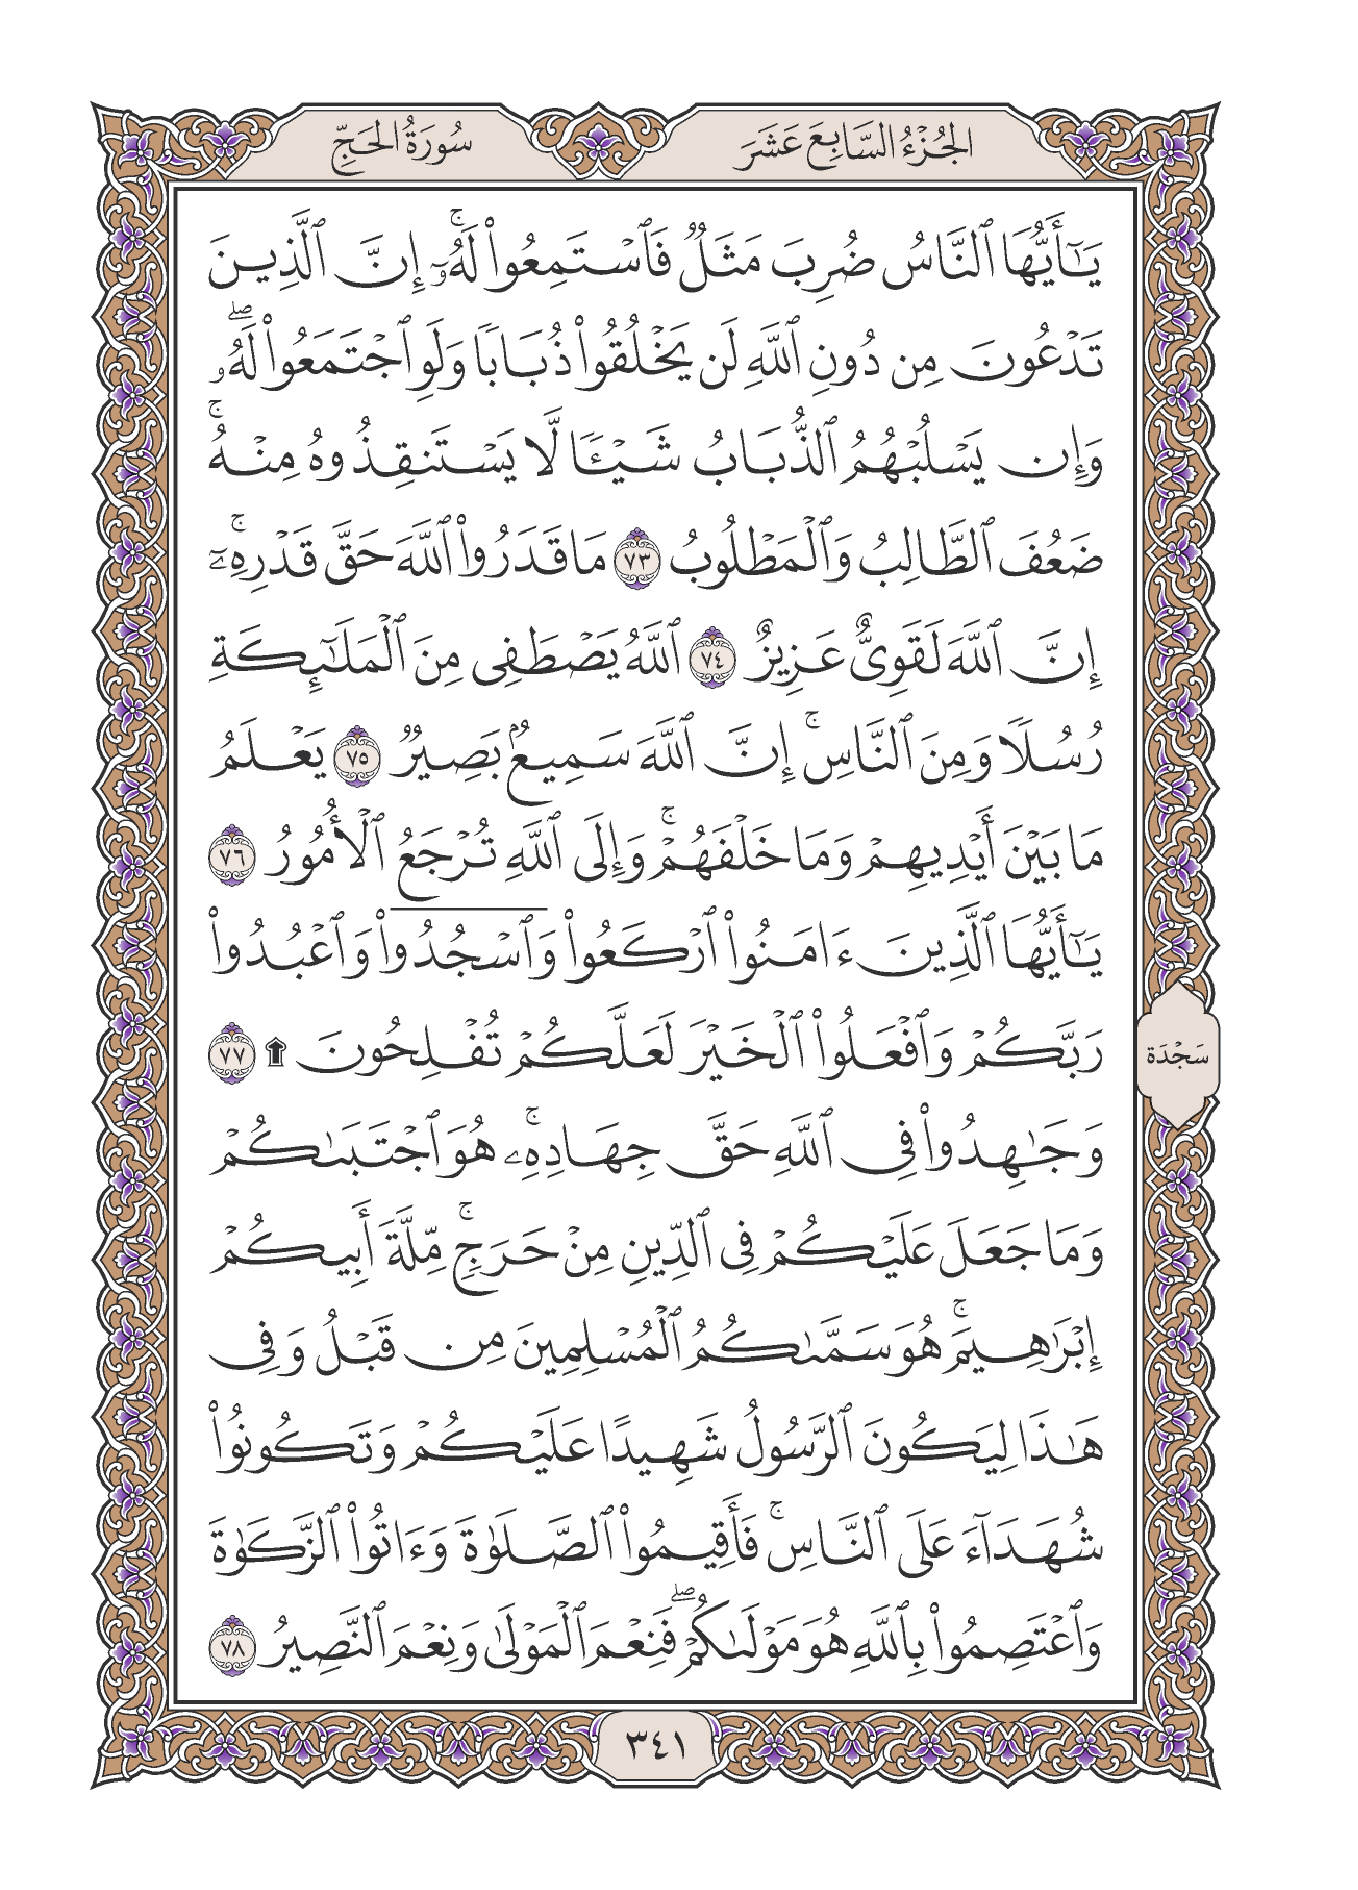 الجُزْءُ السَّابِعَ عَشَرَ
سُورَةُ الحَجِّ
يَـٰٓأَيُّهَا ٱلنَّاسُ ضُرِبَ مَثَلٌ فَٱسْتَمِعُوا۟ لَهُۥٓ ۚ إِنَّ ٱلَّذِينَ
تَدْعُونَ مِن دُونِ ٱللَّهِ لَن يَخْلُقُوا۟ ذُبَابًا وَلَوِ ٱجْتَمَعُوا۟ لَهُۥ ۖ
وَإِن يَسْلُبْهُمُ ٱلذُّبَابُ شَيْـًٔا لَّا يَسْتَنقِذُوهُ مِنْهُ ۚ
ضَعُفَ ٱلطَّالِبُ وَٱلْمَطْلُوبُ ٧٣ مَا قَدَرُوا۟ ٱللَّهَ حَقَّ قَدْرِهِۦٓ ۚ
إِنَّ ٱللَّهَ لَقَوِىٌّ عَزِيزٌ ٧٤ ٱللَّهُ يَصْطَفِى مِنَ ٱلْمَلَـٰٓئِكَةِ
رُسُلًا وَمِنَ ٱلنَّاسِ ۚ إِنَّ ٱللَّهَ سَمِيعٌۢ بَصِيرٌ ٧٥ يَعْلَمُ
مَا بَيْنَ أَيْدِيهِمْ وَمَا خَلْفَهُمْ ۚ وَإِلَى ٱللَّهِ تُرْجَعُ ٱلْأُمُورُ ٧٦
يَـٰٓأَيُّهَا ٱلَّذِينَ ءَامَنُوا۟ ٱرْكَعُوا۟ وَٱسْجُدُوا۟ وَٱعْبُدُوا۟
رَبَّكُمْ وَٱفْعَلُوا۟ ٱلْخَيْرَ لَعَلَّكُمْ تُفْلِحُونَ ۩ ٧٧
سَجْدَة
وَجَـٰهِدُوا۟ فِى ٱللَّهِ حَقَّ جِهَادِهِۦ ۚ هُوَ ٱجْتَبَىٰكُمْ
وَمَا جَعَلَ عَلَيْكُمْ فِى ٱلدِّينِ مِنْ حَرَجٍ ۚ مِّلَّةَ أَبِيكُمْ
إِبْرَٰهِيمَ ۚ هُوَ سَمَّىٰكُمُ ٱلْمُسْلِمِينَ مِن قَبْلُ وَفِى
هَـٰذَا لِيَكُونَ ٱلرَّسُولُ شَهِيدًا عَلَيْكُمْ وَتَكُونُوا۟
شُهَدَآءَ عَلَى ٱلنَّاسِ ۚ فَأَقِيمُوا۟ ٱلصَّلَوٰةَ وَءَاتُوا۟ ٱلزَّكَوٰةَ
وَٱعْتَصِمُوا۟ بِٱللَّهِ هُوَ مَوْلَىٰكُمْ ۖ فَنِعْمَ ٱلْمَوْلَىٰ وَنِعْمَ ٱلنَّصِيرُ ٧٨
٣٤١